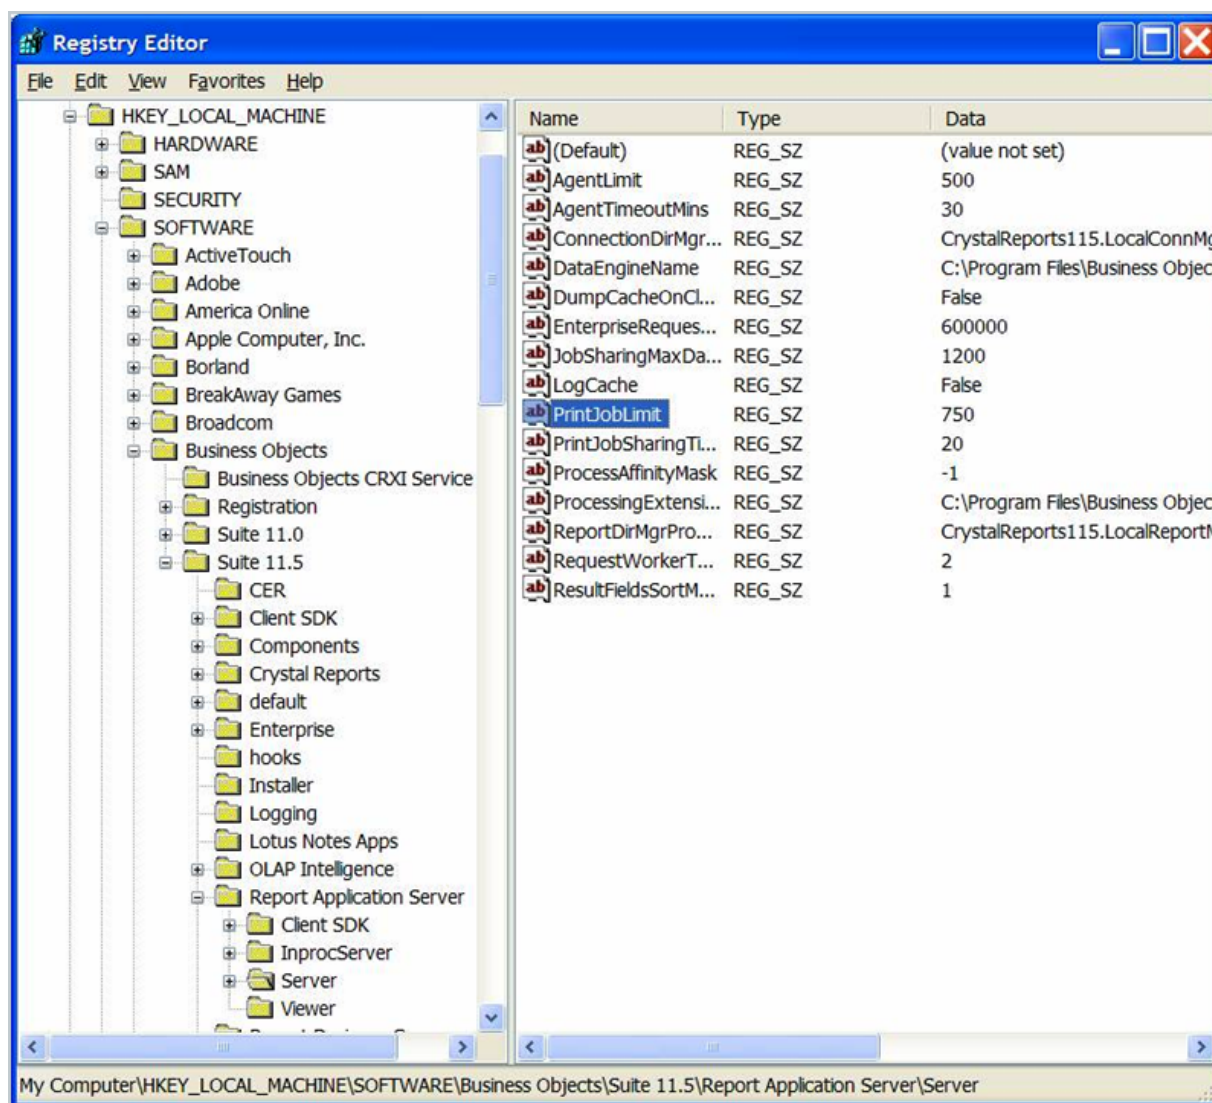 Registry Editor
File Edit View Favorites Help
HKEY_LOCAL_MACHINE
HARDWARE
SAM
SECURITY
SOFTWARE
ActiveTouch
Adobe
America Online
Apple Computer, Inc.
Borland
BreakAway Games
Broadcom
Business Objects
Business Objects CRXI Service
Registration
Suite 11.0
Suite 11.5
CER
Client SDK
Components
Crystal Reports
default
Enterprise
hooks
Installer
Logging
Lotus Notes Apps
OLAP Intelligence
Report Application Server
Client SDK
InprocServer
Server
Viewer
Name Type Data
(Default) REG_SZ (value not set)
AgentLimit REG_SZ 500
AgentTimeoutMins REG_SZ 30
ConnectionDirMgr... REG_SZ CrystalReports115.LocalConnMg
DataEngineName REG_SZ C:\Program Files\Business Objec
DumpCacheOnCl... REG_SZ False
EnterpriseReques... REG_SZ 600000
JobSharingMaxDa... REG_SZ 1200
LogCache REG_SZ False
PrintJobLimit REG_SZ 750
PrintJobSharingTi... REG_SZ 20
ProcessAffinityMask REG_SZ -1
ProcessingExtensi... REG_SZ C:\Program Files\Business Objec
ReportDirMgrPro... REG_SZ CrystalReports115.LocalReport
RequestWorkerT... REG_SZ 2
ResultFieldsSortM... REG_SZ 1
My Computer\HKEY_LOCAL_MACHINE\SOFTWARE\Business Objects\Suite 11.5\Report Application Server\Server